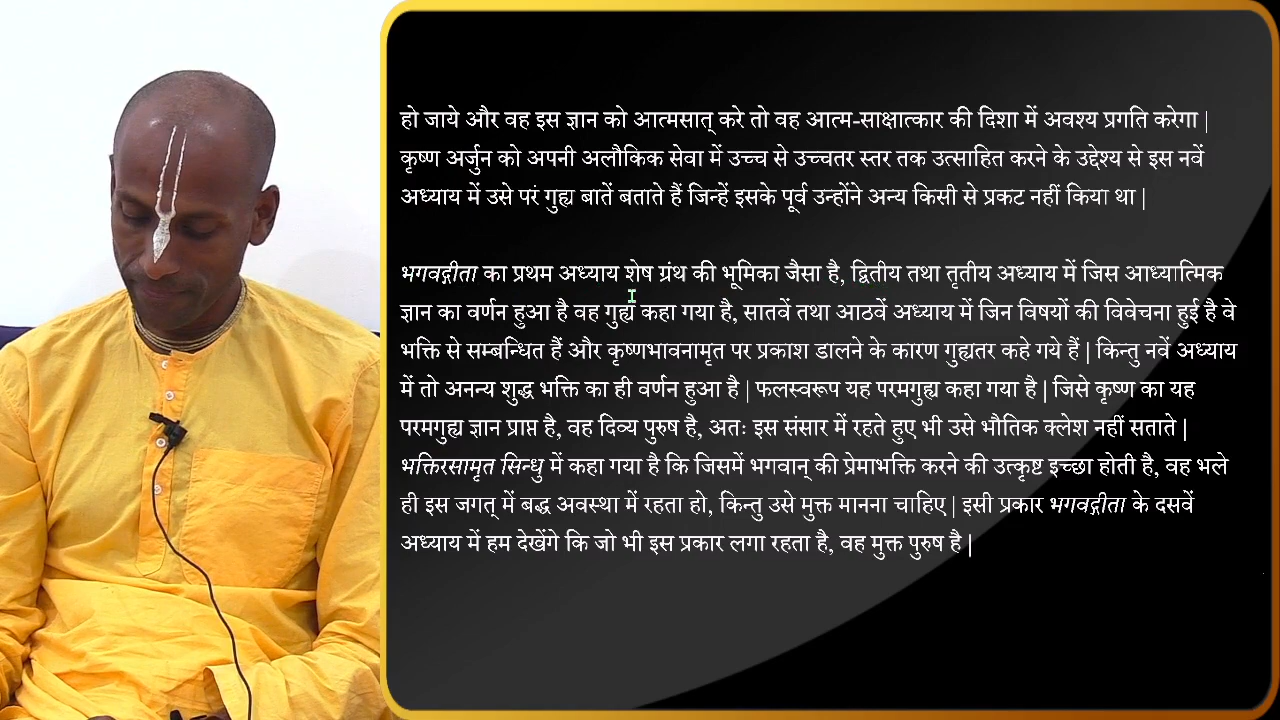 हो जाये और वह इस ज्ञान को आत्मसात् करे तो वह आत्म-साक्षात्कार की दिशा में अवश्य प्रगति करेगा |
कृष्ण अर्जुन को अपनी अलौकिक सेवा में उच्च से उच्चतर स्तर तक उत्साहित करने के उद्देश्य से इस नवें
अध्याय में उसे परं गुह्य बातें बताते हैं जिन्हें इसके पूर्व उन्होंने अन्य किसी से प्रकट नहीं किया था |
भगवद्गीता का प्रथम अध्याय शेष ग्रंथ की भूमिका जैसा है, द्वितीय तथा तृतीय अध्याय में जिस आध्यात्मिक
ज्ञान का वर्णन हुआ है वह गुह्य कहा गया है, सातवें तथा आठवें अध्याय में जिन विषयों की विवेचना हुई है वे
भक्ति से सम्बन्धित हैं और कृष्णभावनामृत पर प्रकाश डालने के कारण गुह्यतर कहे गये हैं | किन्तु नवें अध्याय
में तो अनन्य शुद्ध भक्ति का ही वर्णन हुआ है | फलस्वरूप यह परमगुह्य कहा गया है | जिसे कृष्ण का यह
परमगुह्य ज्ञान प्राप्त है, वह दिव्य पुरुष है, अतः इस संसार में रहते हुए भी उसे भौतिक क्लेश नहीं सताते |
भक्तिरसामृत सिन्धु में कहा गया है कि जिसमें भगवान् की प्रेमाभक्ति करने की उत्कृष्ट इच्छा होती है, वह भले
ही इस जगत् में बद्ध अवस्था में रहता हो, किन्तु उसे मुक्त मानना चाहिए | इसी प्रकार भगवद्गीता के दसवें
अध्याय में हम देखेंगे कि जो भी इस प्रकार लगा रहता है, वह मुक्त पुरुष है |